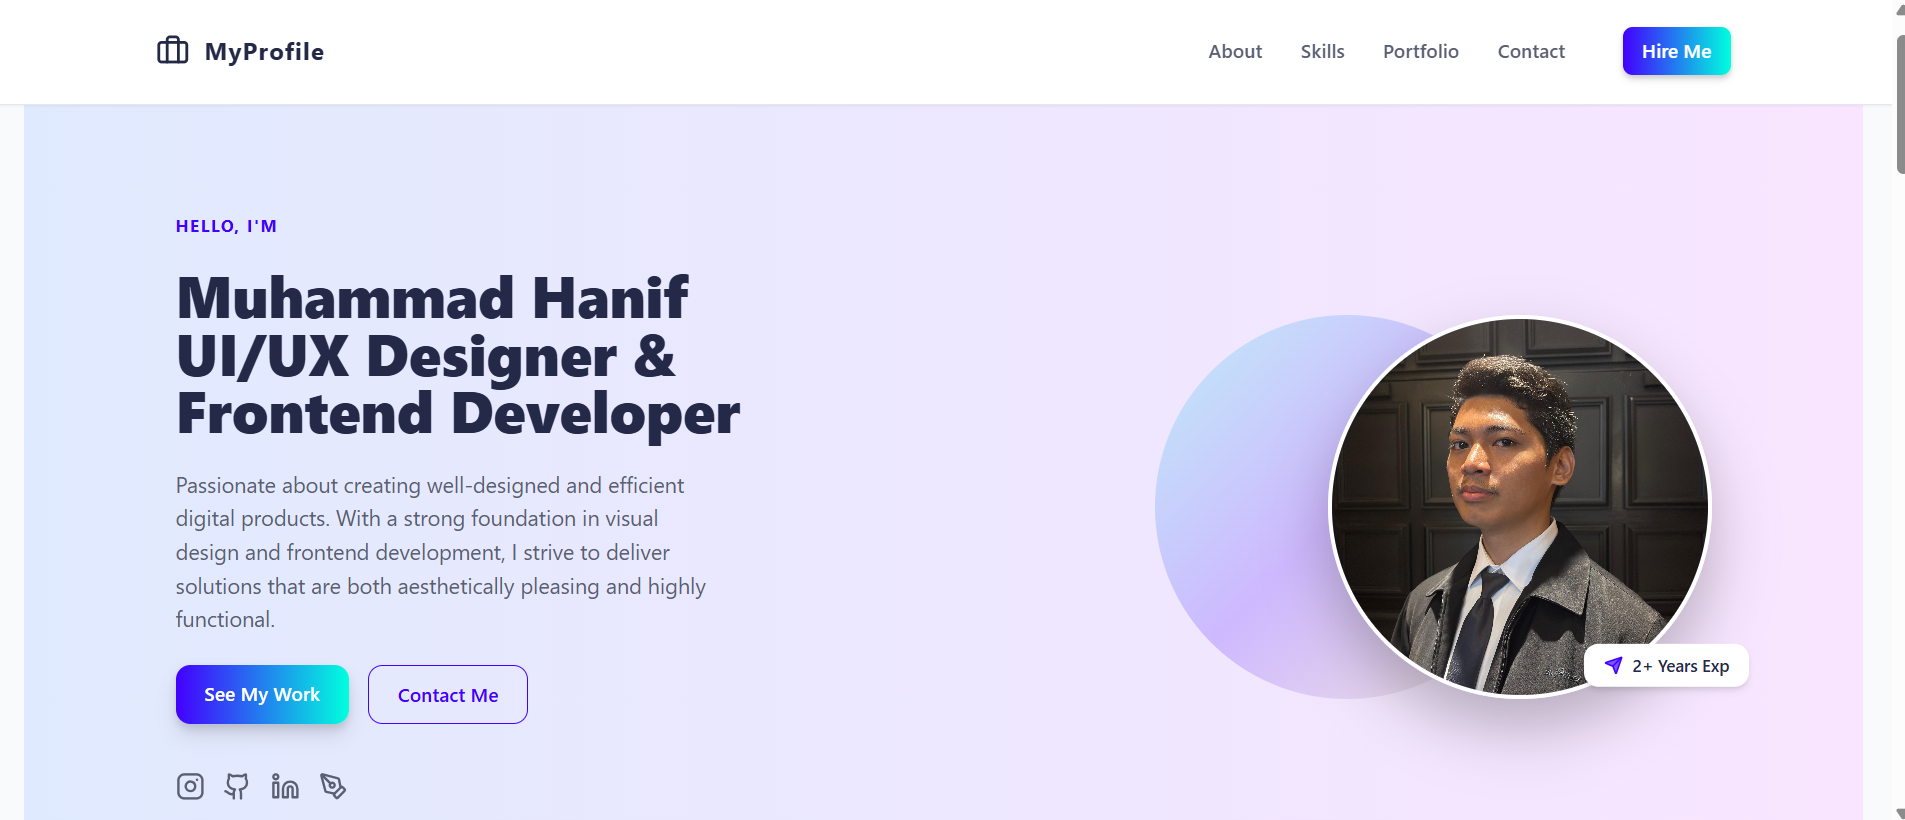 MyProfile
About
Skills
Portfolio
Contact
Hire Me
HELLO, I'M
Muhammad Hanif
UI/UX Designer &
Frontend Developer
Passionate about creating well-designed and efficient
digital products. With a strong foundation in visual
design and frontend development, I strive to deliver
solutions that are both aesthetically pleasing and highly
functional.
See My Work
Contact Me
2+ Years Exp